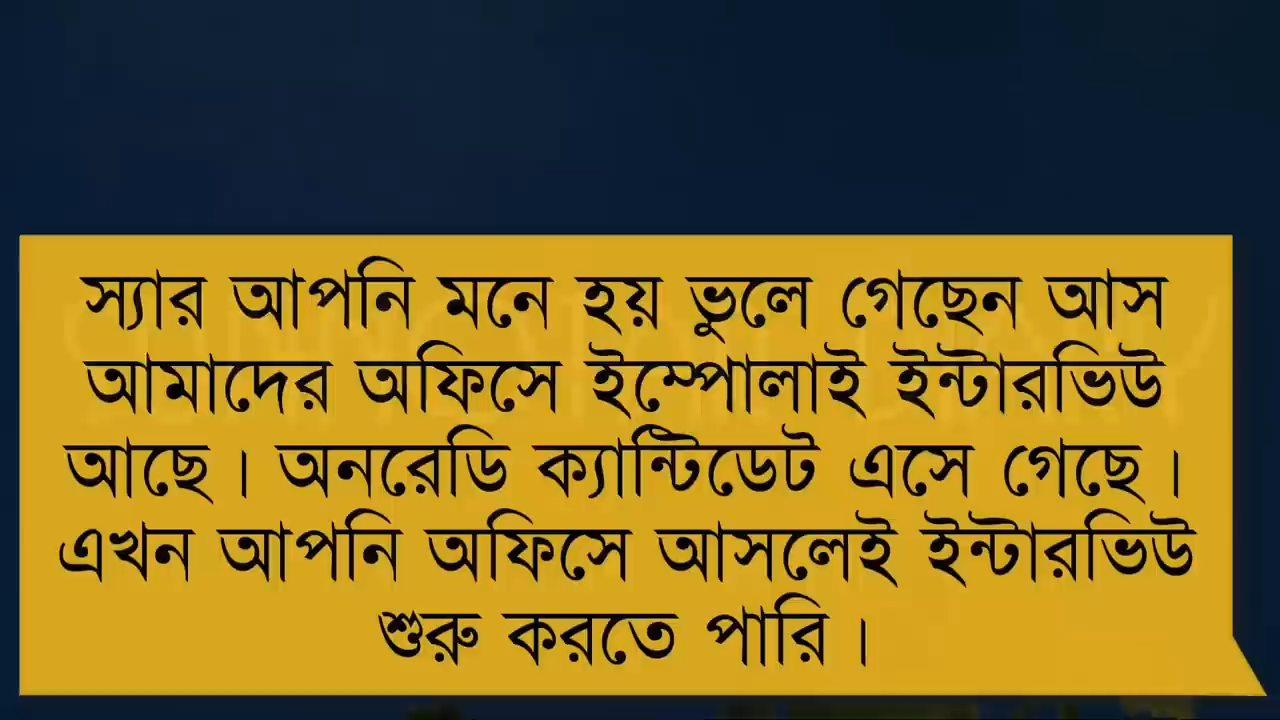 স্যার আপনি মনে হয় ভুলে গেছেন আস
আমাদের অফিসে ইম্পোলাই ইন্টারভিউ
আছে। অনরেডি ক্যান্টিডেট এসে গেছে।
এখন আপনি অফিসে আসলেই ইন্টারভিউ
শুরু করতে পারি।